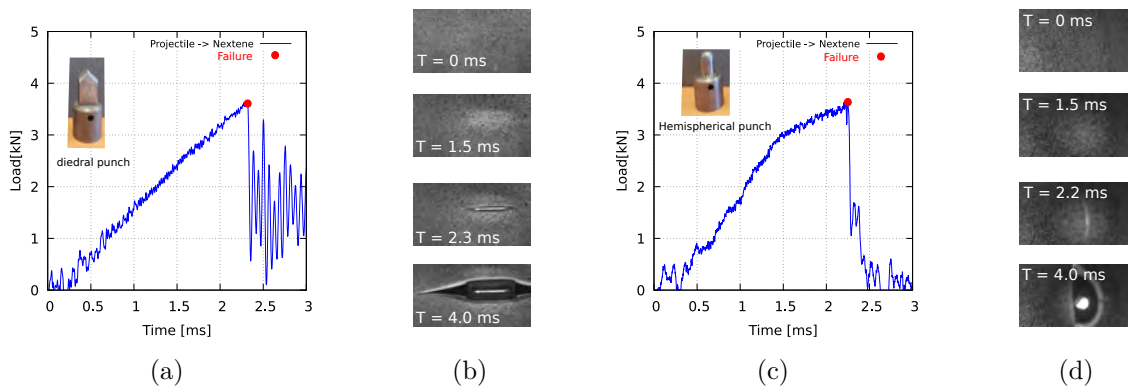 5
4
3
2
1
0
Load[kN]
0 0.5 1 1.5 2 2.5 3
Time [ms]
Projectile -> Nextene
Failure
diedral punch
(a)
T = 0 ms
T = 1.5 ms
T = 2.3 ms
T = 4.0 ms
(b)
5
4
3
2
1
0
Load[kN]
0 0.5 1 1.5 2 2.5 3
Time [ms]
Projectile -> Nextene
Failure
Hemispherical punch
(c)
T = 0 ms
T = 1.5 ms
T = 2.2 ms
T = 4.0 ms
(d)